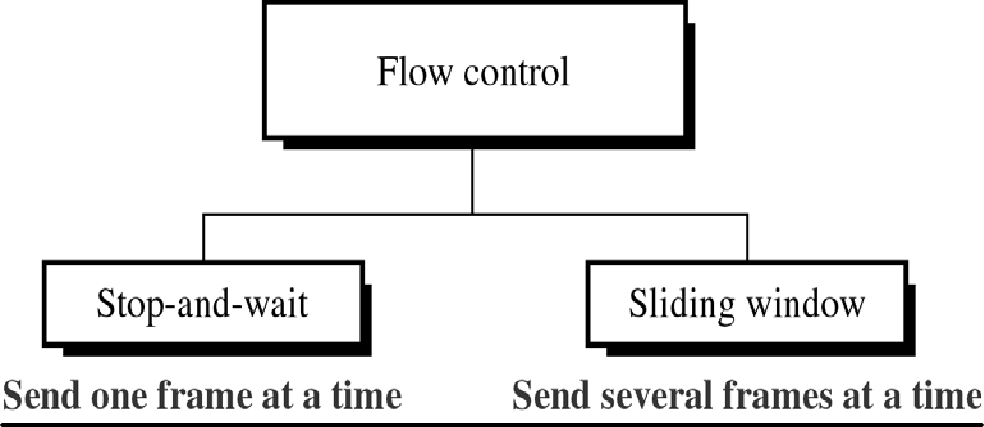 Flow control
Stop-and-wait
Sliding window
Send one frame at a time
Send several frames at a time